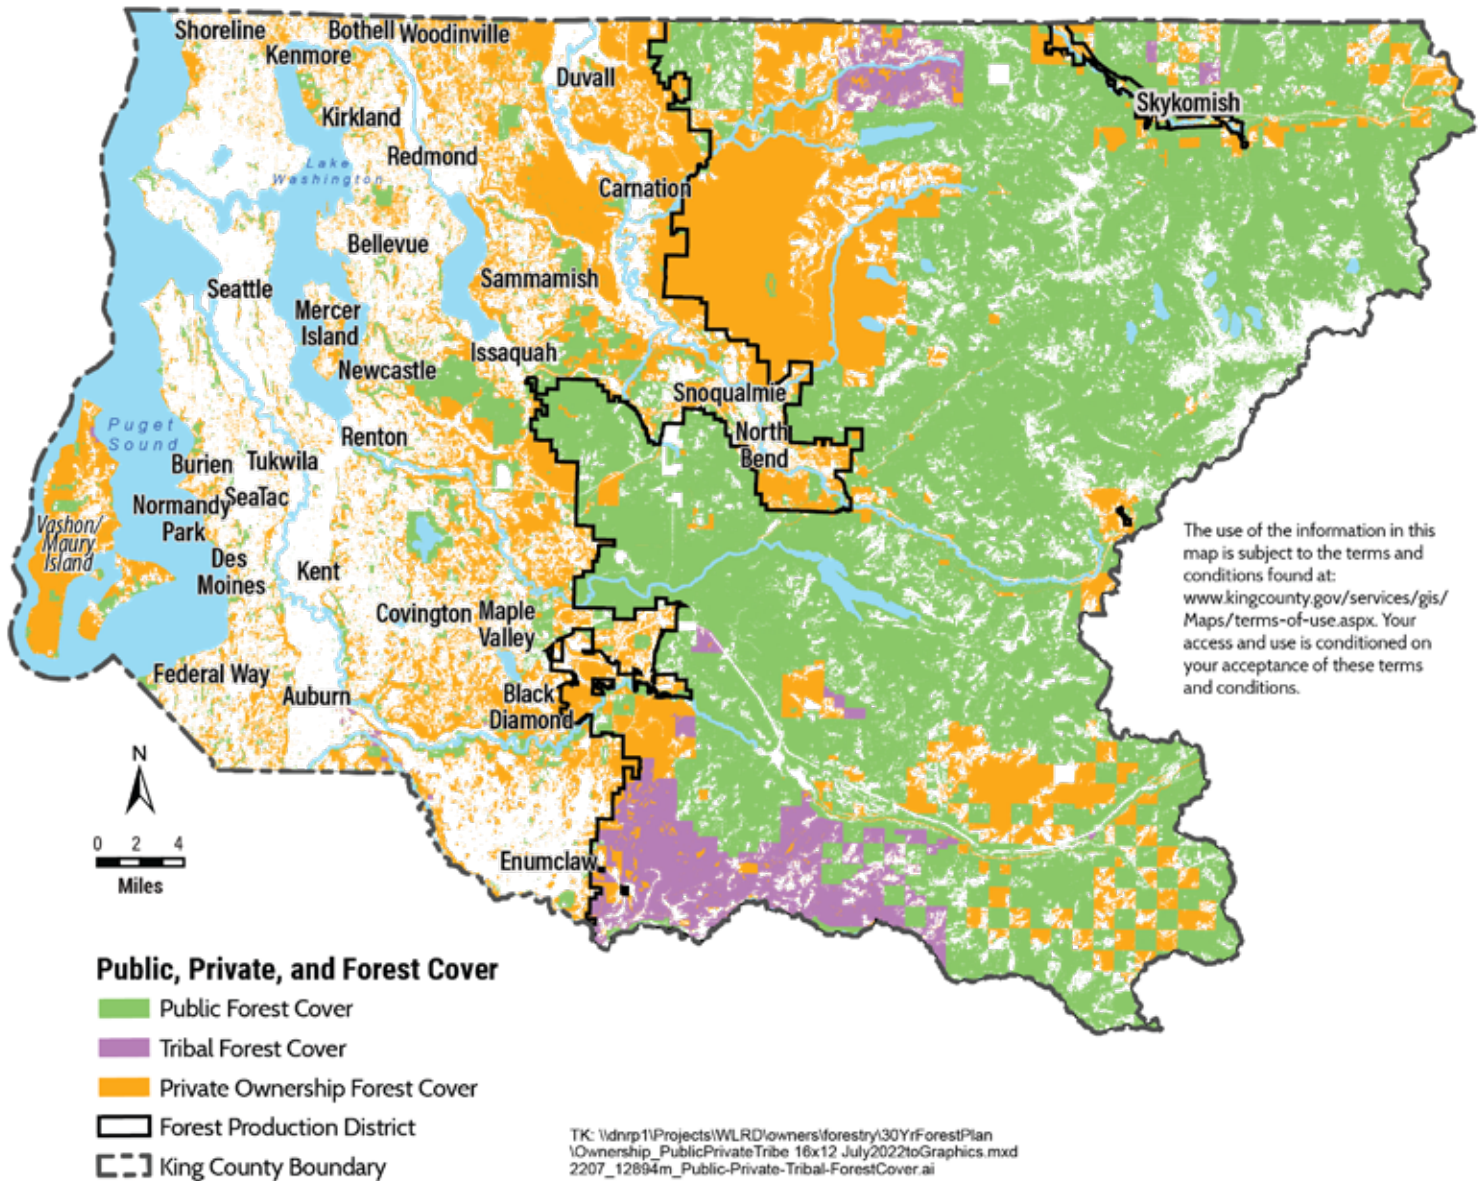 Shoreline
Bothell
Woodinville
Kenmore
Duvall
Kirkland
Skykomish
Redmond
Lake
Washington
Carnation
Bellevue
Sammamish
Seattle
Mercer
Island
Issaquah
Newcastle
Snoqualmie
Puget
Sound
Renton
North
Bend
Burien
Tukwila
Normandy
Park
SeaTac
Vashon/
Maury
Island
Des
Moines
Kent
Covington
Maple
Valley
Federal Way
Auburn
Black
Diamond
Enumclaw
The use of the information in this
map is subject to the terms and
conditions found at:
www.kingcounty.gov/services/gis/
Maps/terms-of-use.aspx. Your
access and use is conditioned on
your acceptance of these terms
and conditions.
N
0 2 4
Miles
Public, Private, and Forest Cover
Public Forest Cover
Tribal Forest Cover
Private Ownership Forest Cover
Forest Production District
King County Boundary
TK: \\dnrp1\Projects\WLRD\owners\forestry\30YrForestPlan
\Ownership_PublicPrivateTribe 16x12 July2022toGraphics.mxd
2207_12894m_Public-Private-Tribal-ForestCover.ai